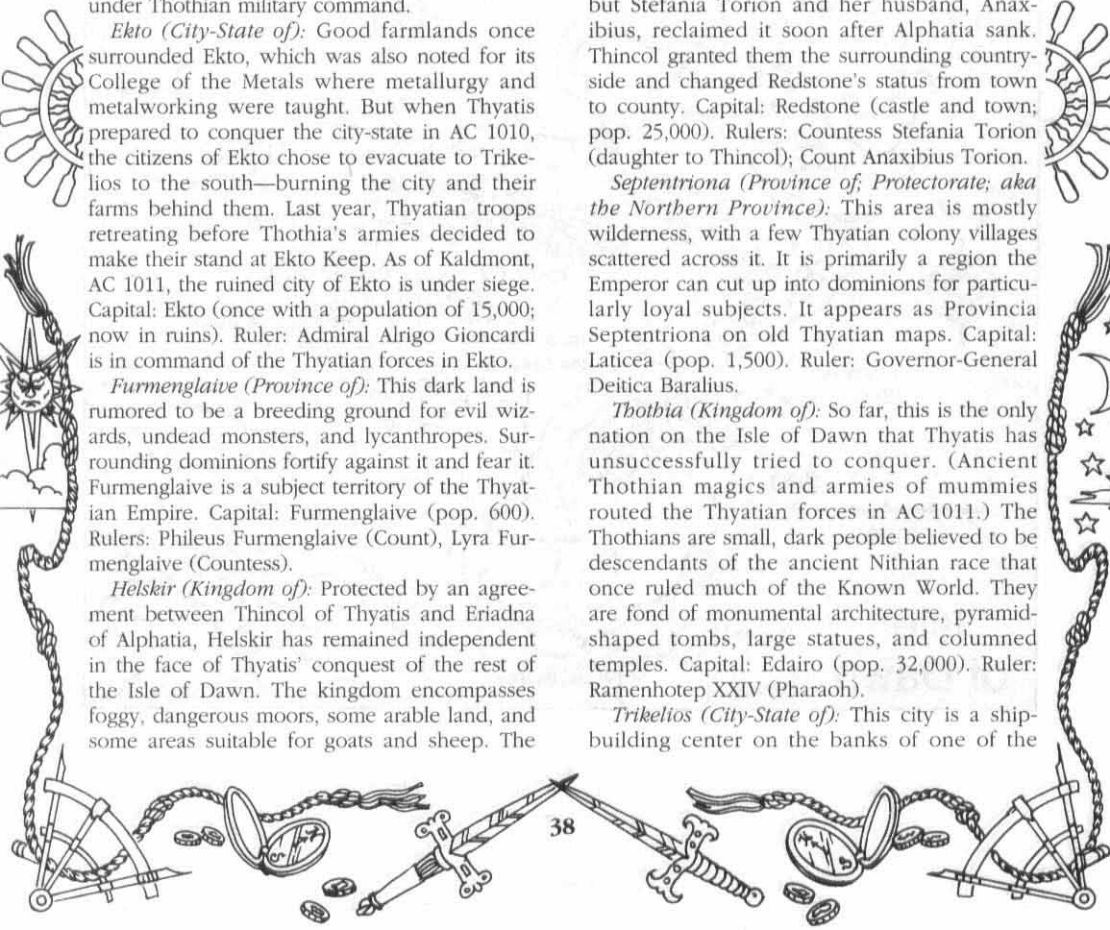 under Thothian military command.
Ekto (City-State of): Good farmlands once
surrounded Ekto, which was also noted for its
College of the Metals where metallurgy and
metalworking were taught. But when Thyatis
prepared to conquer the city-state in AC 1010,
the citizens of Ekto chose to evacuate to Trike-
lios to the south—burning the city and their
farms behind them. Last year, Thyatian troops
retreating before Thothia's armies decided to
make their stand at Ekto Keep. As of Kaldmont,
AC 1011, the ruined city of Ekto is under siege.
Capital: Ekto (once with a population of 15,000;
now in ruins). Ruler: Admiral Alrigo Gioncardi
is in command of the Thyatian forces in Ekto.
Furmenglaive (Province of): This dark land is
rumored to be a breeding ground for evil wiz-
ards, undead monsters, and lycanthropes. Sur-
rounding dominions fortify against it and fear it.
Furmenglaive is a subject territory of the Thyat-
ian Empire. Capital: Furmenglaive (pop. 600).
Rulers: Phileus Furmenglaive (Count), Lyra Fur-
menglaive (Countess).
Helskir (Kingdom of): Protected by an agree-
ment between Thincol of Thyatis and Eriadna
of Alphatia, Helskir has remained independent
in the face of Thyatis' conquest of the rest of
the Isle of Dawn. The kingdom encompasses
foggy, dangerous moors, some arable land, and
some areas suitable for goats and sheep. The
but Stefania Torion and her husband, Anax-
ibius, reclaimed it soon after Alphatia sank.
Thincol granted them the surrounding country-
side and changed Redstone's status from town
to county. Capital: Redstone (castle and town;
pop. 25,000). Rulers: Countess Stefania Torion
(daughter to Thincol); Count Anaxibius Torion.
Septentriona (Province of; Protectorate; aka
the Northern Province): This area is mostly
wilderness, with a few Thyatian colony villages
scattered across it. It is primarily a region the
Emperor can cut up into dominions for particu-
larly loyal subjects. It appears as Provincia
Septentriona on old Thyatian maps. Capital:
Laticea (pop. 1,500). Ruler: Governor-General
Deitica Baralius.
Thothia (Kingdom of): So far, this is the only
nation on the Isle of Dawn that Thyatis has
unsuccessfully tried to conquer. (Ancient
Thothian magics and armies of mummies
routed the Thyatian forces in AC 1011.) The
Thothians are small, dark people believed to be
descendants of the ancient Nithian race that
once ruled much of the Known World. They
are fond of monumental architecture, pyramid-
shaped tombs, large statues, and columned
temples. Capital: Edairo (pop. 32,000). Ruler:
Ramenhotep XXIV (Pharaoh).
Trikelios (City-State of): This city is a ship-
building center on the banks of one of the
38